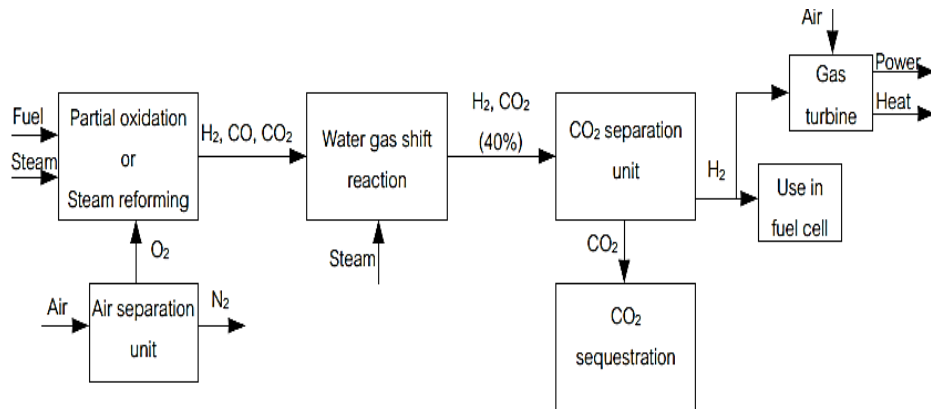 Air
Gas
turbine
Power
Heat
Fuel
Steam
Partial oxidation
or
Steam reforming
H₂, CO, CO₂
Water gas shift
reaction
H₂, CO₂
(40%)
CO₂ separation
unit
H₂
Use in
fuel cell
O₂
Steam
CO₂
Air
Air separation
unit
N₂
CO₂
sequestration